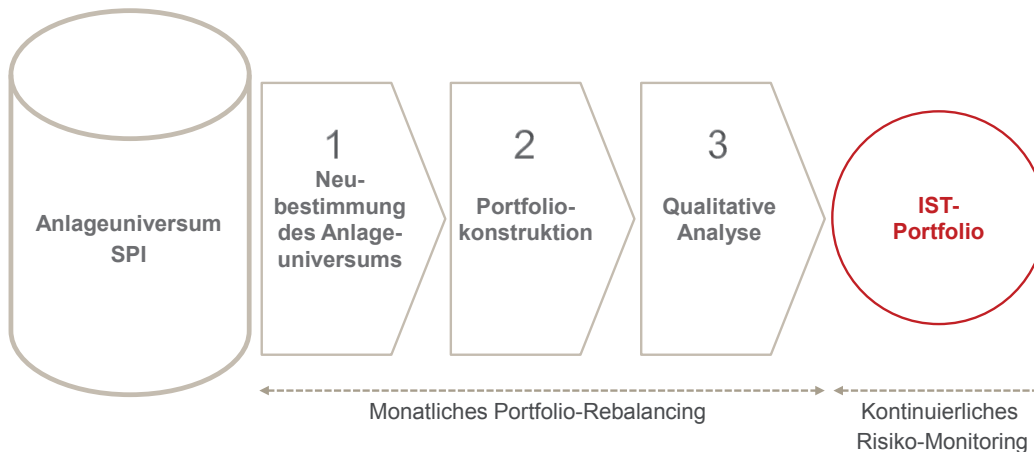 Anlageuniversum
SPI
1
Neu-
bestimmung
des Anlage-
universums
2
Portfolio-
konstruktion
3
Qualitative
Analyse
IST-
Portfolio
Monatliches Portfolio-Rebalancing
Kontinuierliches
Risiko-Monitoring